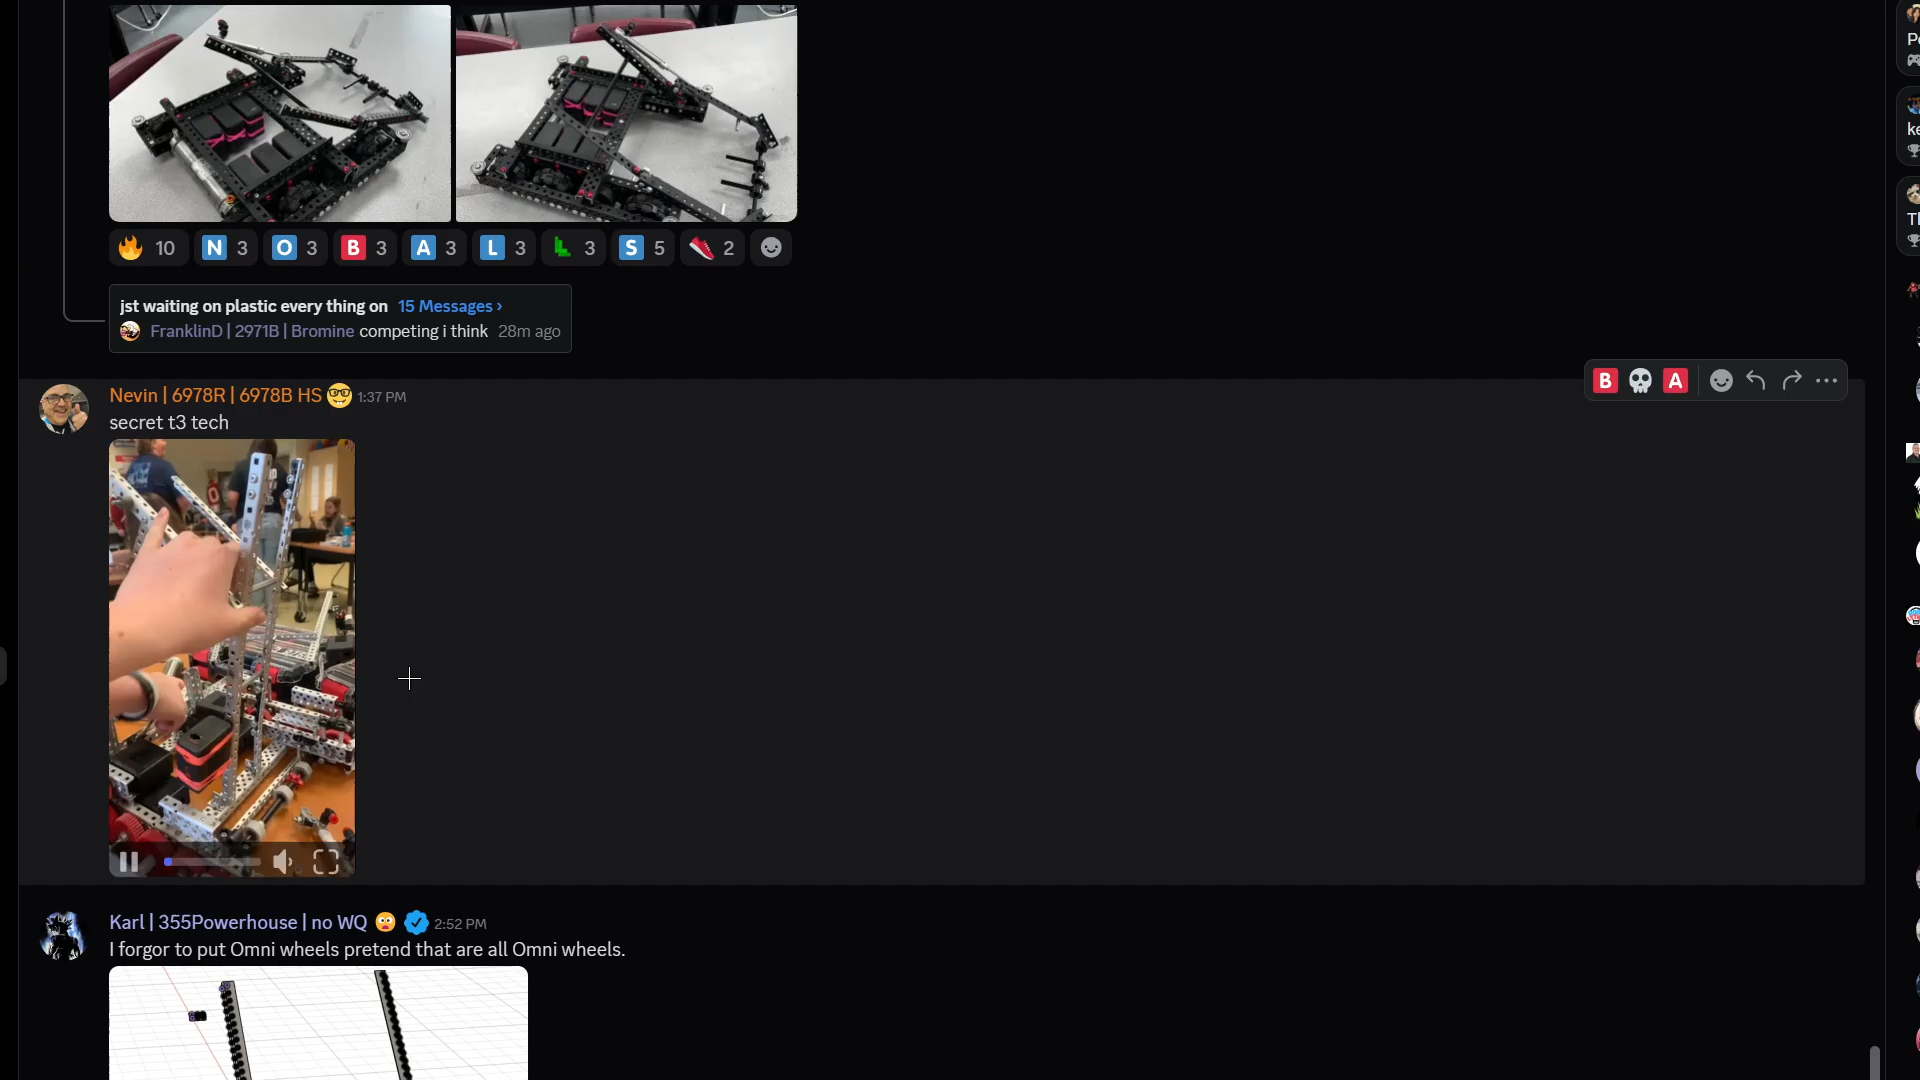 10 N 3 O 3 B 3 A 3 L 3 3 S 5 2
jst waiting on plastic every thing on 15 Messages ›
FranklinD | 2971B | Bromine competing i think 28m ago
B A
Nevin | 6978R | 6978B HS 1:37 PM
secret t3 tech
Karl | 355Powerhouse | no WQ 2:52 PM
I forgor to put Omni wheels pretend that are all Omni wheels.